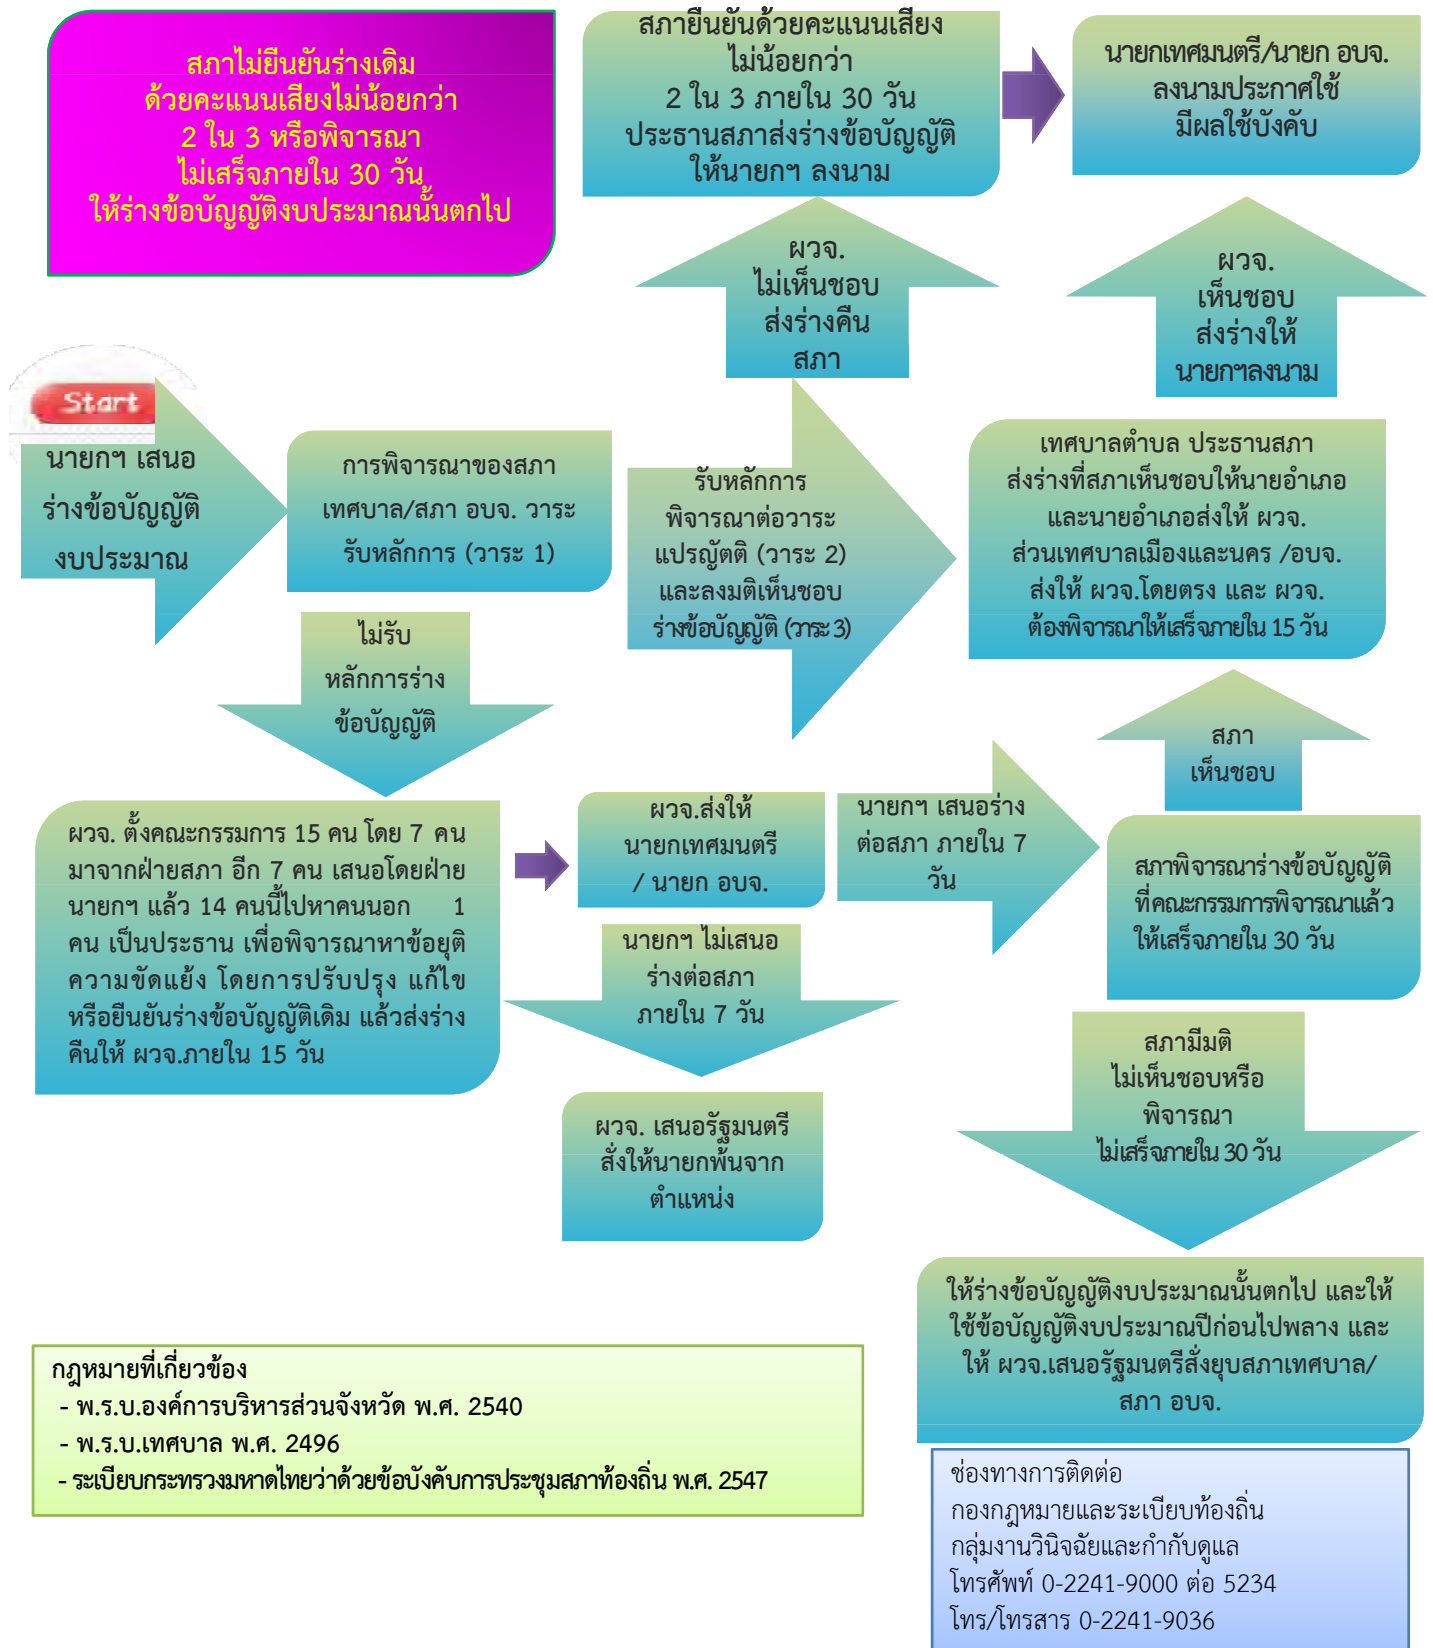 สภาไม่ยืนยันร่างเดิม
ด้วยคะแนนเสียงไม่น้อยกว่า
2 ใน 3 หรือพิจารณา
ไม่เสร็จภายใน 30 วัน
ให้ร่างข้อบัญญัติงบประมาณนั้นตกไป
สภายืนยันด้วยคะแนนเสียง
ไม่น้อยกว่า
2 ใน 3 ภายใน 30 วัน
ประธานสภาส่งร่างข้อบัญญัติ
ให้นายกฯ ลงนาม
นายกเทศมนตรี/นายก อบจ.
ลงนามประกาศใช้
มีผลใช้บังคับ
ผวจ.
ไม่เห็นชอบ
ส่งร่างคืน
สภา
ผวจ.
เห็นชอบ
ส่งร่างให้
นายกฯลงนาม
Start
นายกฯ เสนอ
ร่างข้อบัญญัติ
งบประมาณ
การพิจารณาของสภา
เทศบาล/สภา อบจ. วาระ
รับหลักการ (วาระ 1)
รับหลักการ
พิจารณาต่อวาระ
แปรญัตติ (วาระ 2)
และลงมติเห็นชอบ
ร่างข้อบัญญัติ (วาระ 3)
เทศบาลตำบล ประธานสภา
ส่งร่างที่สภาเห็นชอบให้นายอำเภอ
และนายอำเภอส่งให้ ผวจ.
ส่วนเทศบาลเมืองและนคร /อบจ.
ส่งให้ ผวจ.โดยตรง และ ผวจ.
ต้องพิจารณาให้เสร็จภายใน 15 วัน
ไม่รับ
หลักการร่าง
ข้อบัญญัติ
สภา
เห็นชอบ
ผวจ. ตั้งคณะกรรมการ 15 คน โดย 7 คน
มาจากฝ่ายสภา อีก 7 คน เสนอโดยฝ่าย
นายกฯ แล้ว 14 คนนี้ไปหาคนนอก 1
คน เป็นประธาน เพื่อพิจารณาหาข้อยุติ
ความขัดแย้ง โดยการปรับปรุง แก้ไข
หรือยืนยันร่างข้อบัญญัติเดิม แล้วส่งร่าง
คืนให้ ผวจ.ภายใน 15 วัน
ผวจ.ส่งให้
นายกเทศมนตรี
/ นายก อบจ.
นายกฯ เสนอร่าง
ต่อสภา ภายใน 7
วัน
สภาพิจารณาร่างข้อบัญญัติ
ที่คณะกรรมการพิจารณาแล้ว
ให้เสร็จภายใน 30 วัน
นายกฯ ไม่เสนอ
ร่างต่อสภา
ภายใน 7 วัน
สภามีมติ
ไม่เห็นชอบหรือ
พิจารณา
ไม่เสร็จภายใน 30 วัน
ผวจ. เสนอรัฐมนตรี
สั่งให้นายกพ้นจาก
ตำแหน่ง
ให้ร่างข้อบัญญัติงบประมาณนั้นตกไป และให้
ใช้ข้อบัญญัติงบประมาณปีก่อนไปพลาง และ
ให้ ผวจ.เสนอรัฐมนตรีสั่งยุบสภาเทศบาล/
สภา อบจ.
กฎหมายที่เกี่ยวข้อง
- พ.ร.บ.องค์การบริหารส่วนจังหวัด พ.ศ. 2540
- พ.ร.บ.เทศบาล พ.ศ. 2496
- ระเบียบกระทรวงมหาดไทยว่าด้วยข้อบังคับการประชุมสภาท้องถิ่น พ.ศ. 2547
ช่องทางการติดต่อ
กองกฎหมายและระเบียบท้องถิ่น
กลุ่มงานวินิจฉัยและกำกับดูแล
โทรศัพท์ 0-2241-9000 ต่อ 5234
โทร/โทรสาร 0-2241-9036